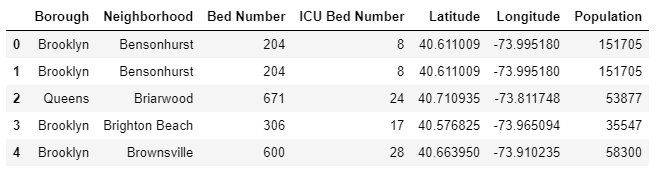 Borough Neighborhood Bed Number ICU Bed Number Latitude Longitude Population
0 Brooklyn Bensonhurst 204 8 40.611009 -73.995180 151705
1 Brooklyn Bensonhurst 204 8 40.611009 -73.995180 151705
2 Queens Briarwood 671 24 40.710935 -73.811748 53877
3 Brooklyn Brighton Beach 306 17 40.576825 -73.965094 35547
4 Brooklyn Brownsville 600 28 40.663950 -73.910235 58300